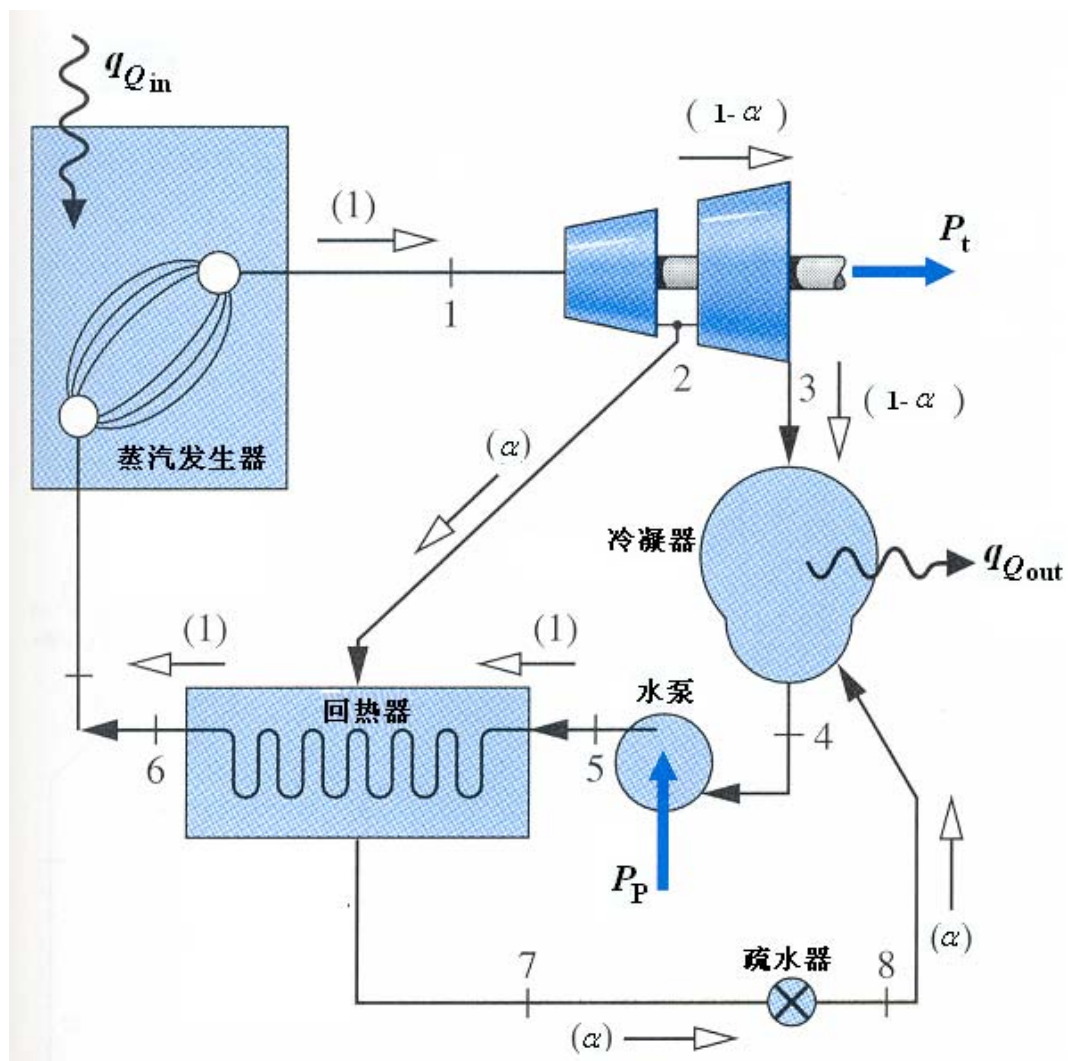 q_Q in
(1-α)
(1)
P_t
1
2
3
(1-α)
蒸汽发生器
(α)
冷凝器
q_Q out
(1)
(1)
水泵
回热器
4
6
5
P_P
(α)
7
疏水器
8
(α)